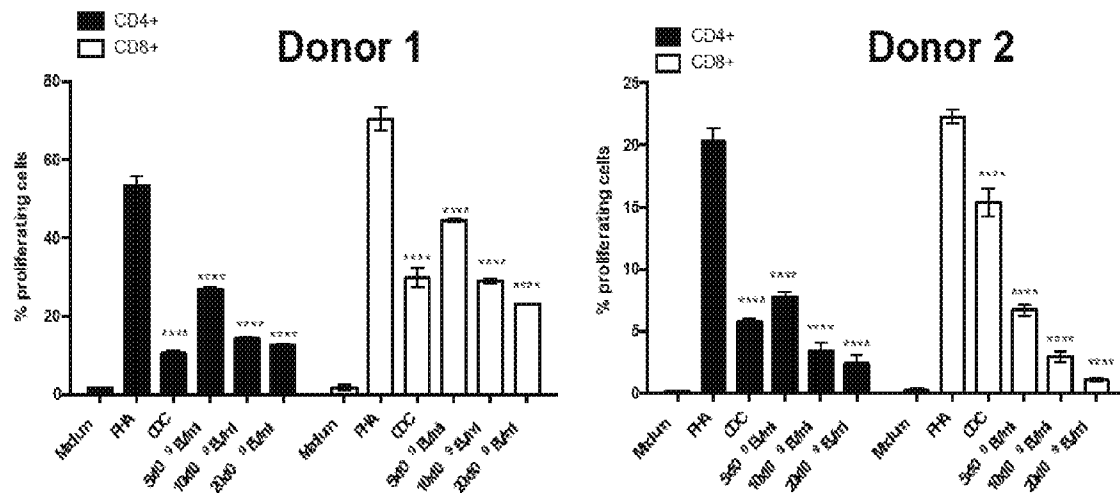 CD4+
CD8+
Donor 1
% proliferating cells
80
60
40
20
0
****
****
****
****
****
****
****
****
Medium
PHA
CDC
Medium
PHA
CDC
CD4+
CD8+
Donor 2
% proliferating cells
25
20
15
10
5
0
****
****
****
****
****
****
****
****
Medium
PHA
CDC
Medium
PHA
CDC